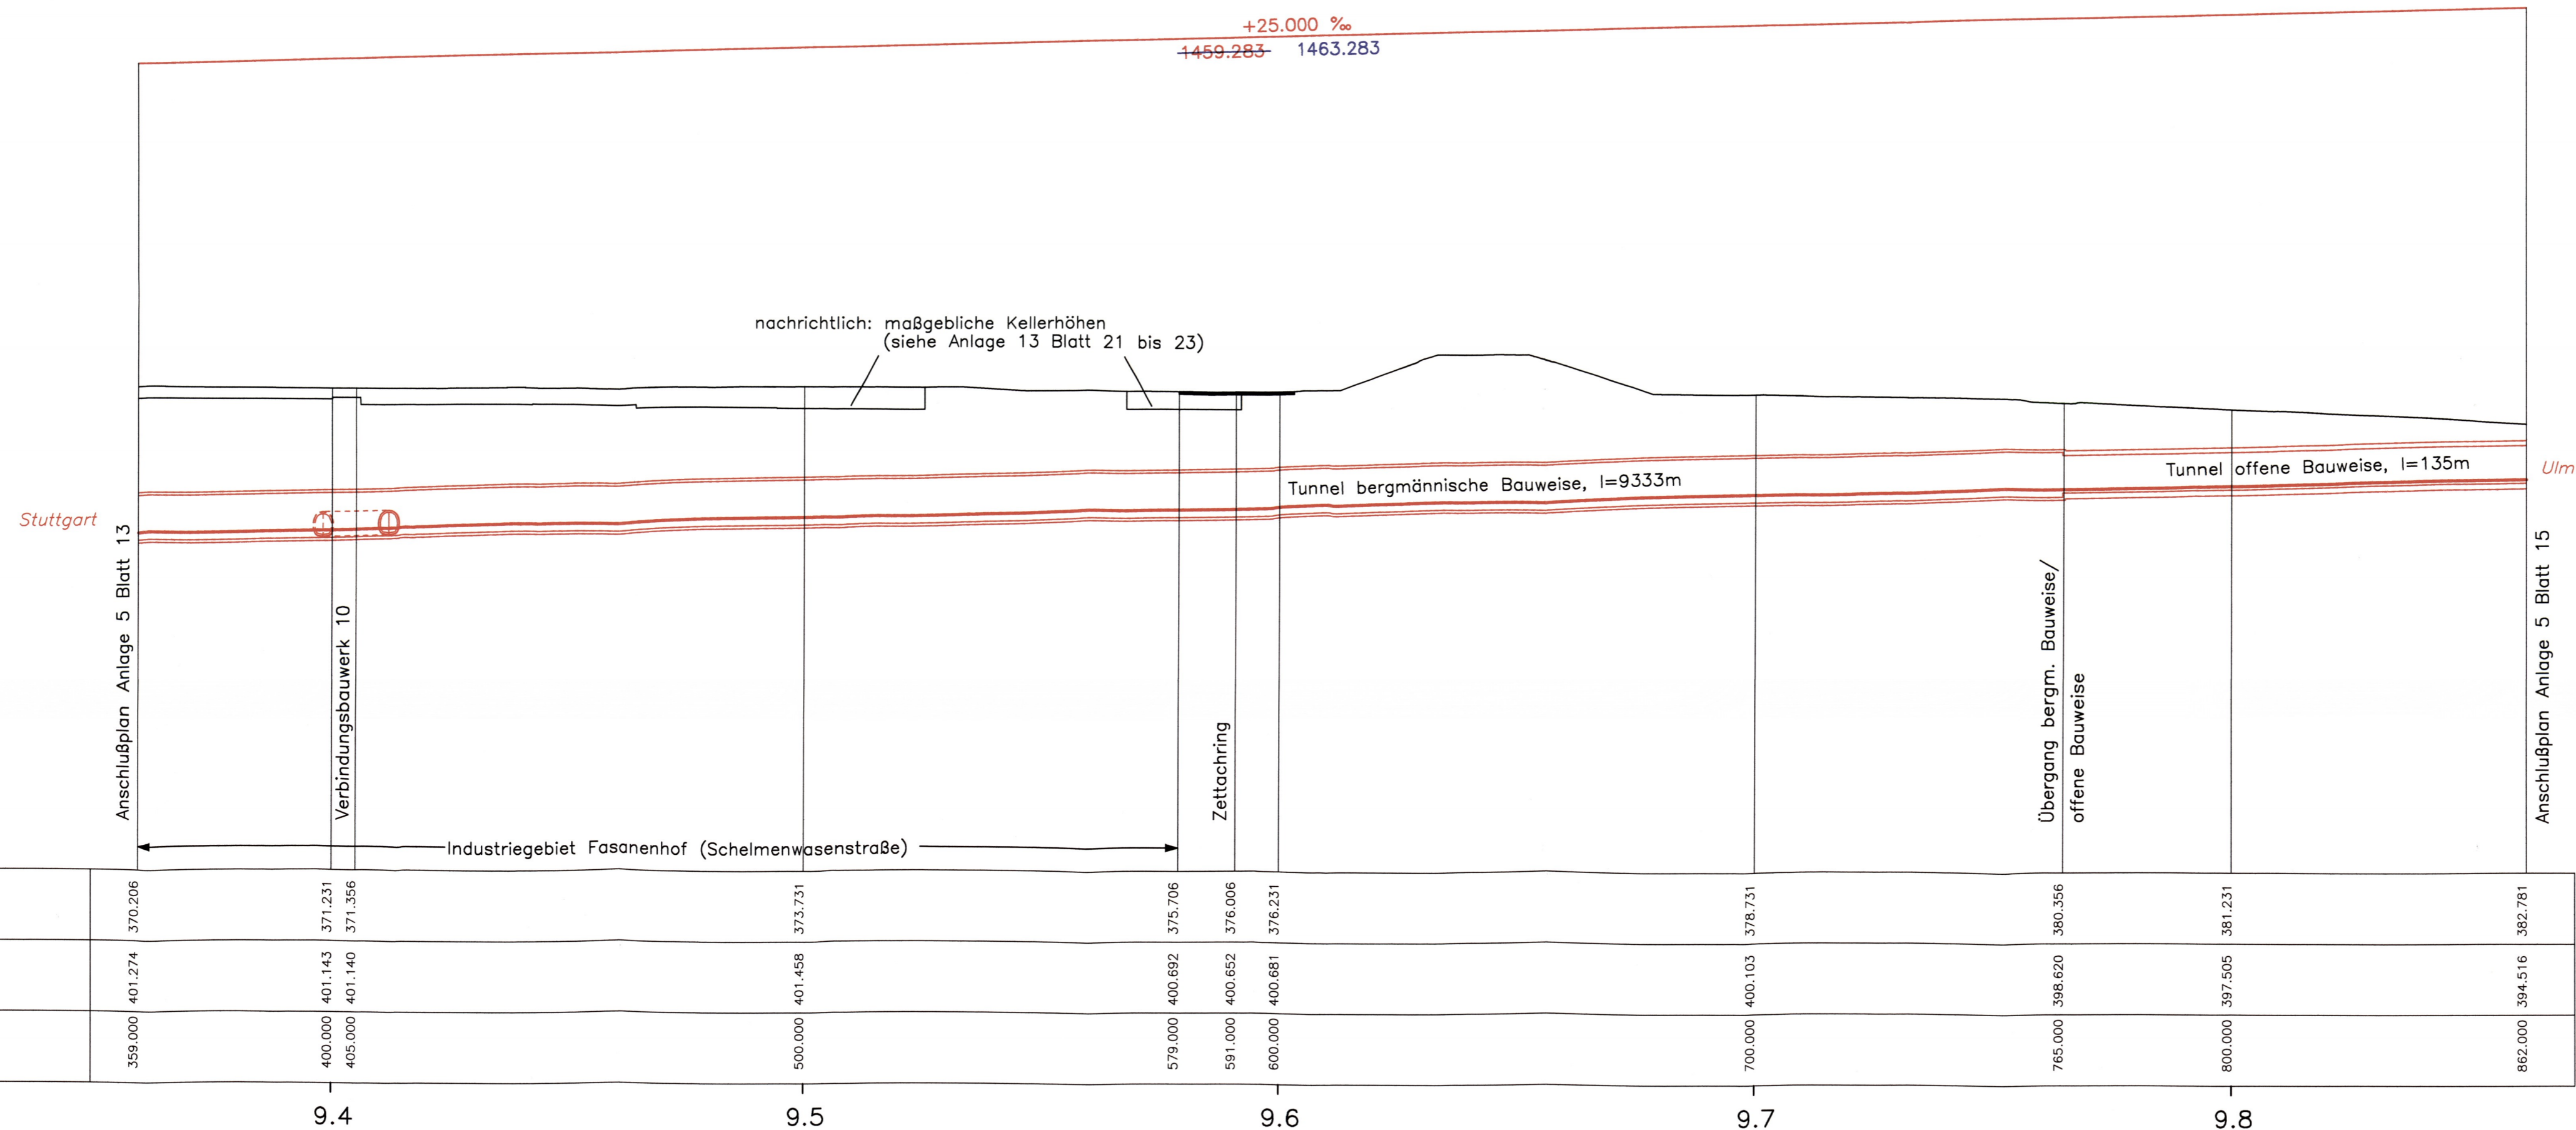 +25.000 ‰
1459.283 1463.283
nachrichtlich: maßgebliche Kellerhöhen
(siehe Anlage 13 Blatt 21 bis 23)
Tunnel offene Bauweise, l=135m
Tunnel bergmännische Bauweise, l=9333m
Stuttgart
Ulm
Anschlußplan Anlage 5 Blatt 13
Verbindungsbauwerk 10
Zettachring
Übergang bergm. Bauweise/
offene Bauweise
Anschlußplan Anlage 5 Blatt 15
Industriegebiet Fasanenhof (Schelmenwasenstraße)
370.206 371.231 371.356 373.731 375.706 376.006 376.231 378.731 380.356 381.231 382.781
401.274 401.143 401.140 401.458 400.692 400.652 400.681 400.103 398.620 397.505 394.516
359.000 400.000 405.000 500.000 579.000 591.000 600.000 700.000 765.000 800.000 862.000
9.4 9.5 9.6 9.7 9.8